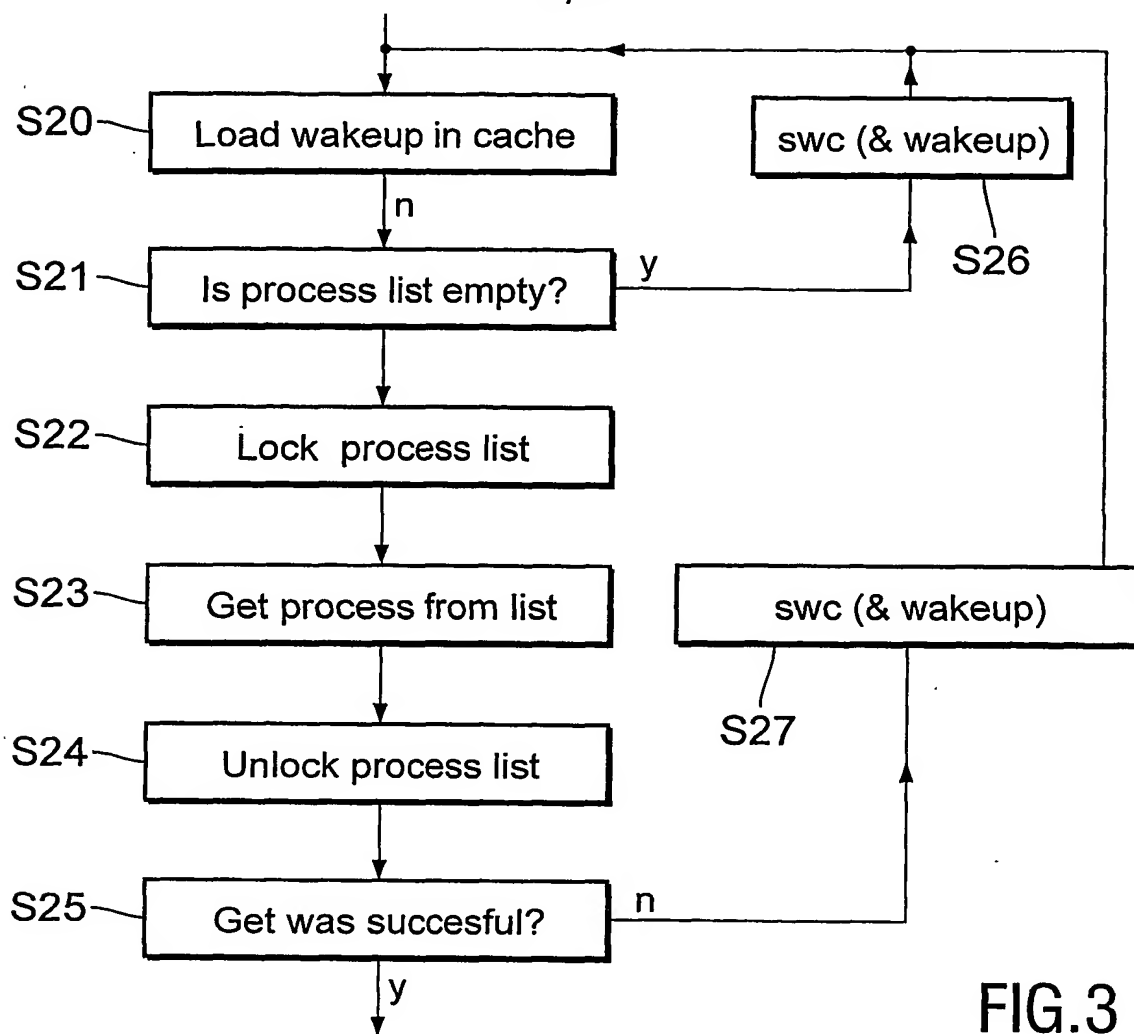 S20
Load wakeup in cache
swc (& wakeup)
n
S26
S21
Is process list empty?
y
S22
Lock process list
S23
Get process from list
swc (& wakeup)
S27
S24
Unlock process list
S25
Get was succesful?
n
y
FIG.3